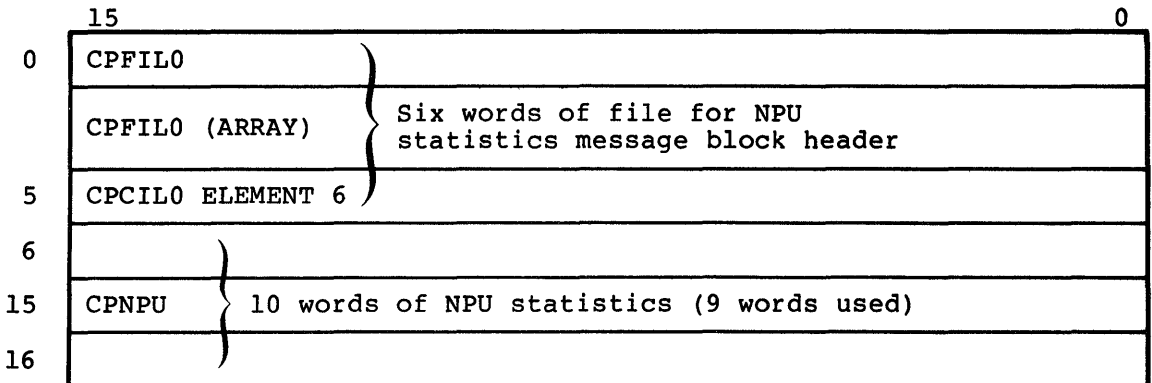 15 0
0 CPFIL0
CPFIL0 (ARRAY) Six words of file for NPU
statistics message block header
5 CPCIL0 ELEMENT 6
6
15 CPNPU 10 words of NPU statistics (9 words used)
16